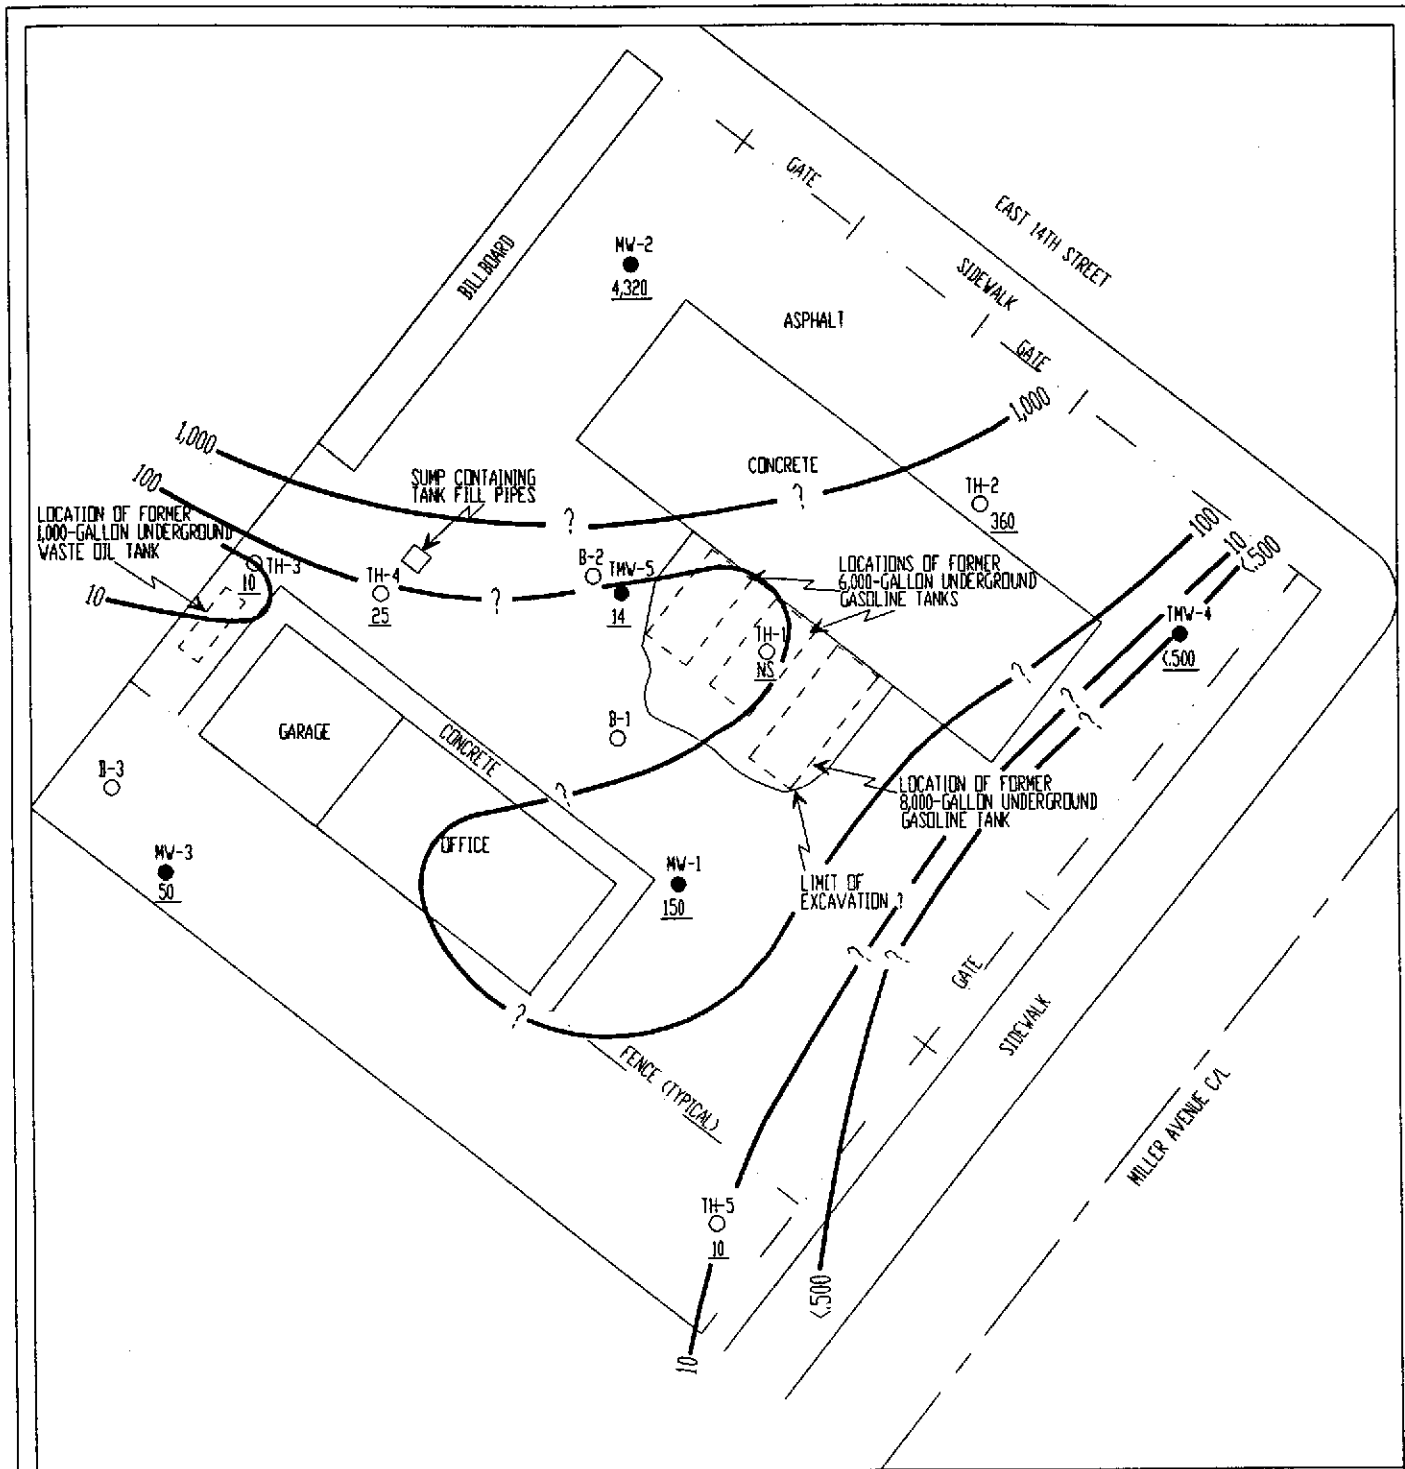 GATE
EAST 14TH STREET
SIDEWALK
MW-2
4,320
BILLBOARD
ASPHALT
GATE
1,000
1,000
100
CONCRETE
?
SUMP CONTAINING
TANK FILL PIPES
TH-2
360
LOCATION OF FORMER
1,000-GALLON UNDERGROUND
WASTE OIL TANK
?
100
10
<.500
TH-3
10
TH-4
25
B-2
TMW-5
14
?
LOCATIONS OF FORMER
6,000-GALLON UNDERGROUND
GASOLINE TANKS
10
TH-1
NS
TMW-4
<.500
?
?
?
GARAGE
CONCRETE
B-1
B-3
?
LOCATION OF FORMER
8,000-GALLON UNDERGROUND
GASOLINE TANK
OFFICE
MW-3
50
MW-1
150
LIMIT OF
EXCAVATION ?
?
?
GATE
SIDEWALK
?
FENCE (TYPICAL)
MILLER AVENUE C/L
TH-5
10
<.500
10